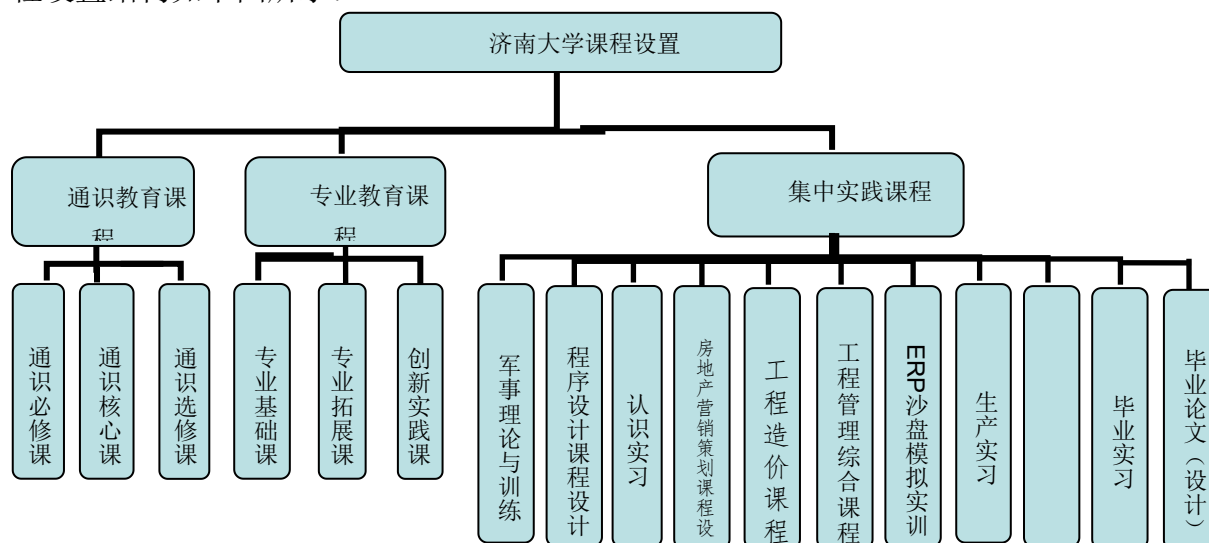 济南大学课程设置
通识教育课
程
专业教育课
程
集中实践课程
通识必修课
通识核心课
通识选修课
专业基础课
专业拓展课
创新实践课
军事理论与训练
程序设计课程设计
认识实习
房地产营销策划课程设
工程造价课程
工程管理综合课程
ERP沙盘模拟实训
生产实习
毕业实习
毕业论文（设计）